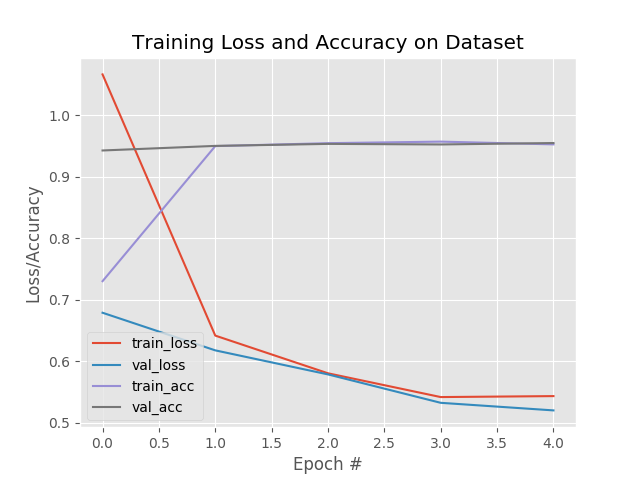 Training Loss and Accuracy on Dataset
Loss/Accuracy
1.0
0.9
0.8
0.7
0.6
0.5
train_loss
val_loss
train_acc
val_acc
0.0 0.5 1.0 1.5 2.0 2.5 3.0 3.5 4.0
Epoch #